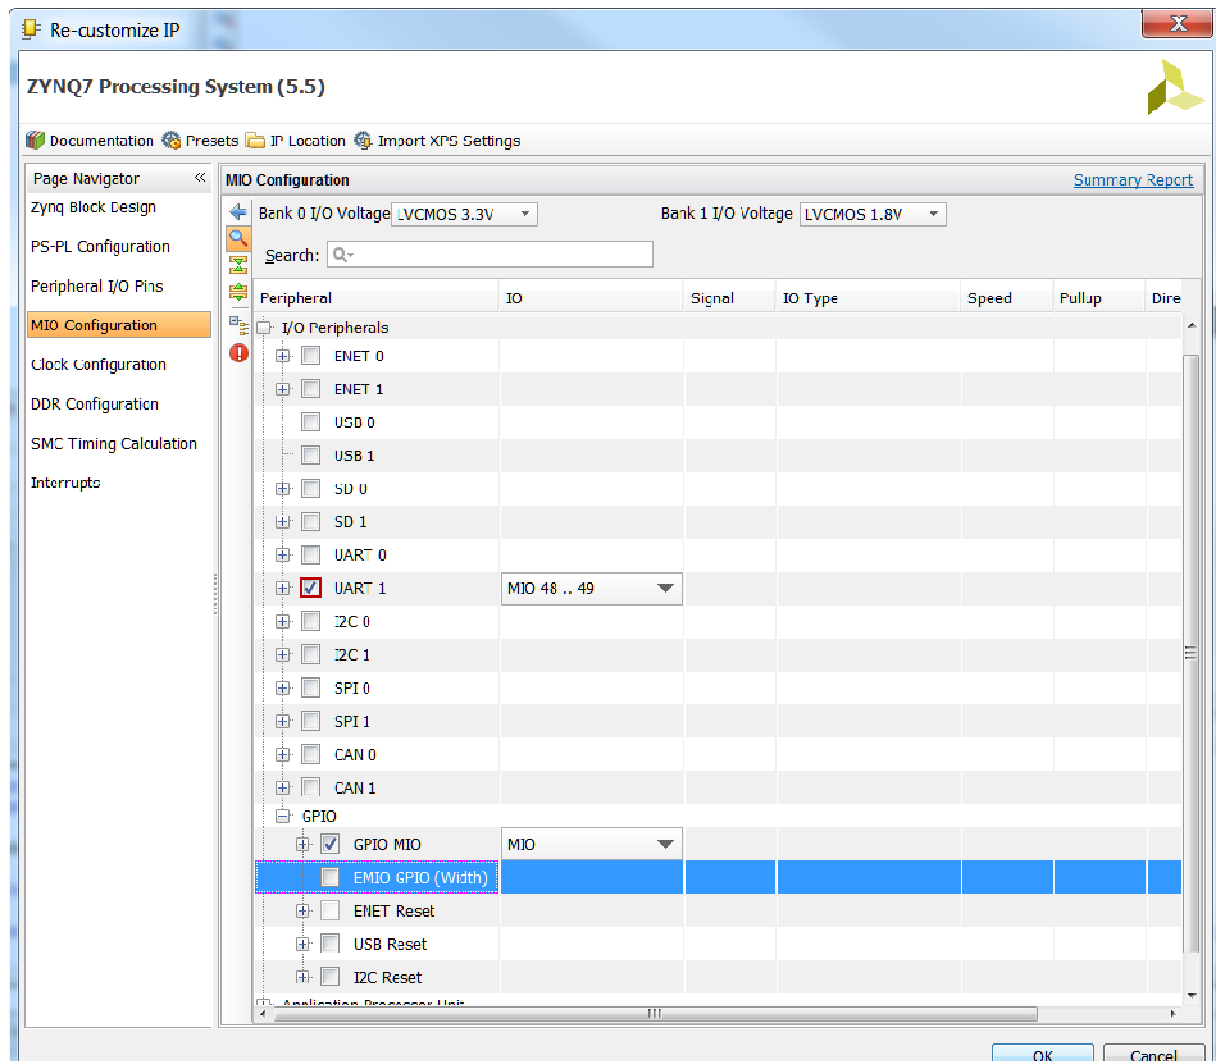 Re-customize IP
X
ZYNQ7 Processing System (5.5)
Documentation Presets IP Location Import XPS Settings
Page Navigator «
Zynq Block Design
PS-PL Configuration
Peripheral I/O Pins
MIO Configuration
Clock Configuration
DDR Configuration
SMC Timing Calculation
Interrupts
MIO Configuration Summary Report
Bank 0 I/O Voltage LVCMOS 3.3V Bank 1 I/O Voltage LVCMOS 1.8V
Search:
Peripheral IO Signal IO Type Speed Pullup Dire
I/O Peripherals
ENET 0
ENET 1
USB 0
USB 1
SD 0
SD 1
UART 0
UART 1 MIO 48 .. 49
I2C 0
I2C 1
SPI 0
SPI 1
CAN 0
CAN 1
GPIO
GPIO MIO MIO
EMIO GPIO (Width)
ENET Reset
USB Reset
I2C Reset
Application Processor Unit
OK Cancel